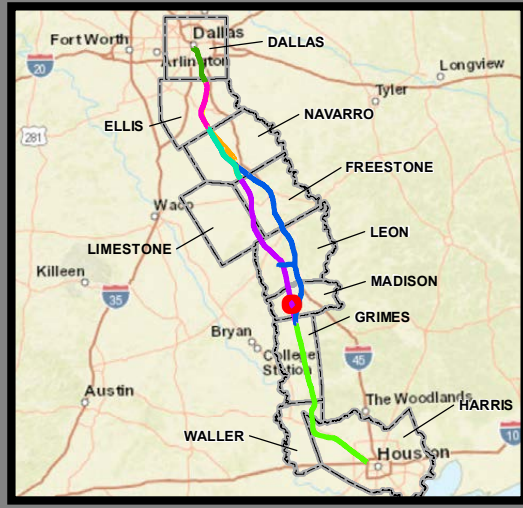 Dallas
DALLAS
Fort Worth
Arlington
Longview
20
Tyler
ELLIS
NAVARRO
281
FREESTONE
Waco
LEON
LIMESTONE
Killeen
MADISON
35
GRIMES
Bryan
College
Station
45
Austin
The Woodlands
HARRIS
WALLER
10
Houston